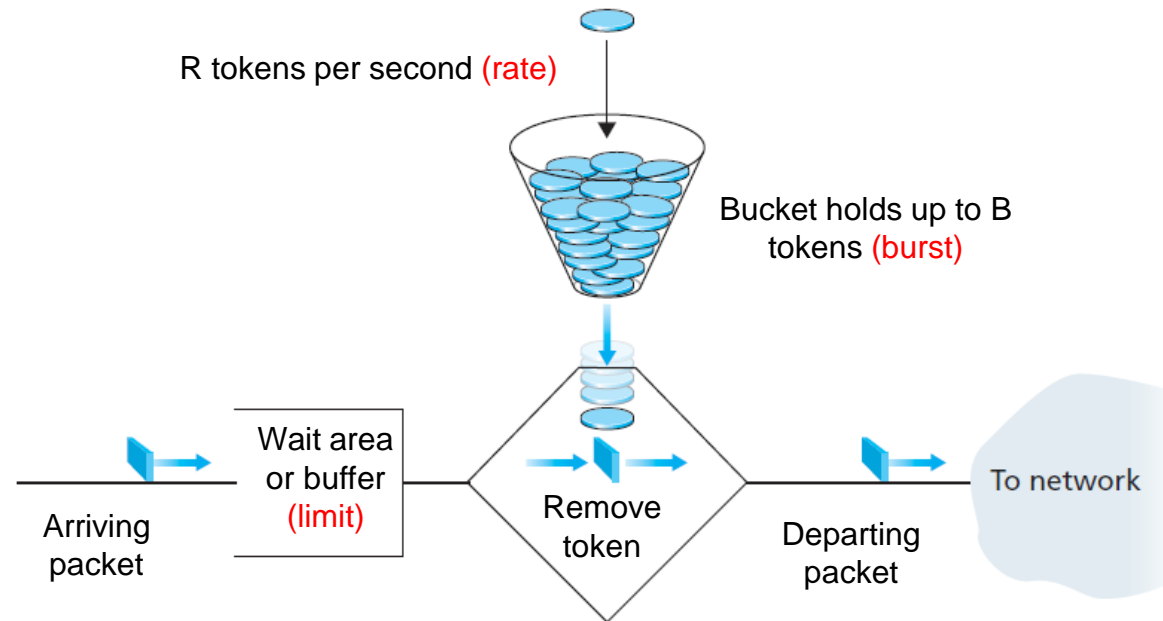 R tokens per second (rate)
Bucket holds up to B
tokens (burst)
Wait area
or buffer
(limit)
Arriving
packet
Remove
token
Departing
packet
To network